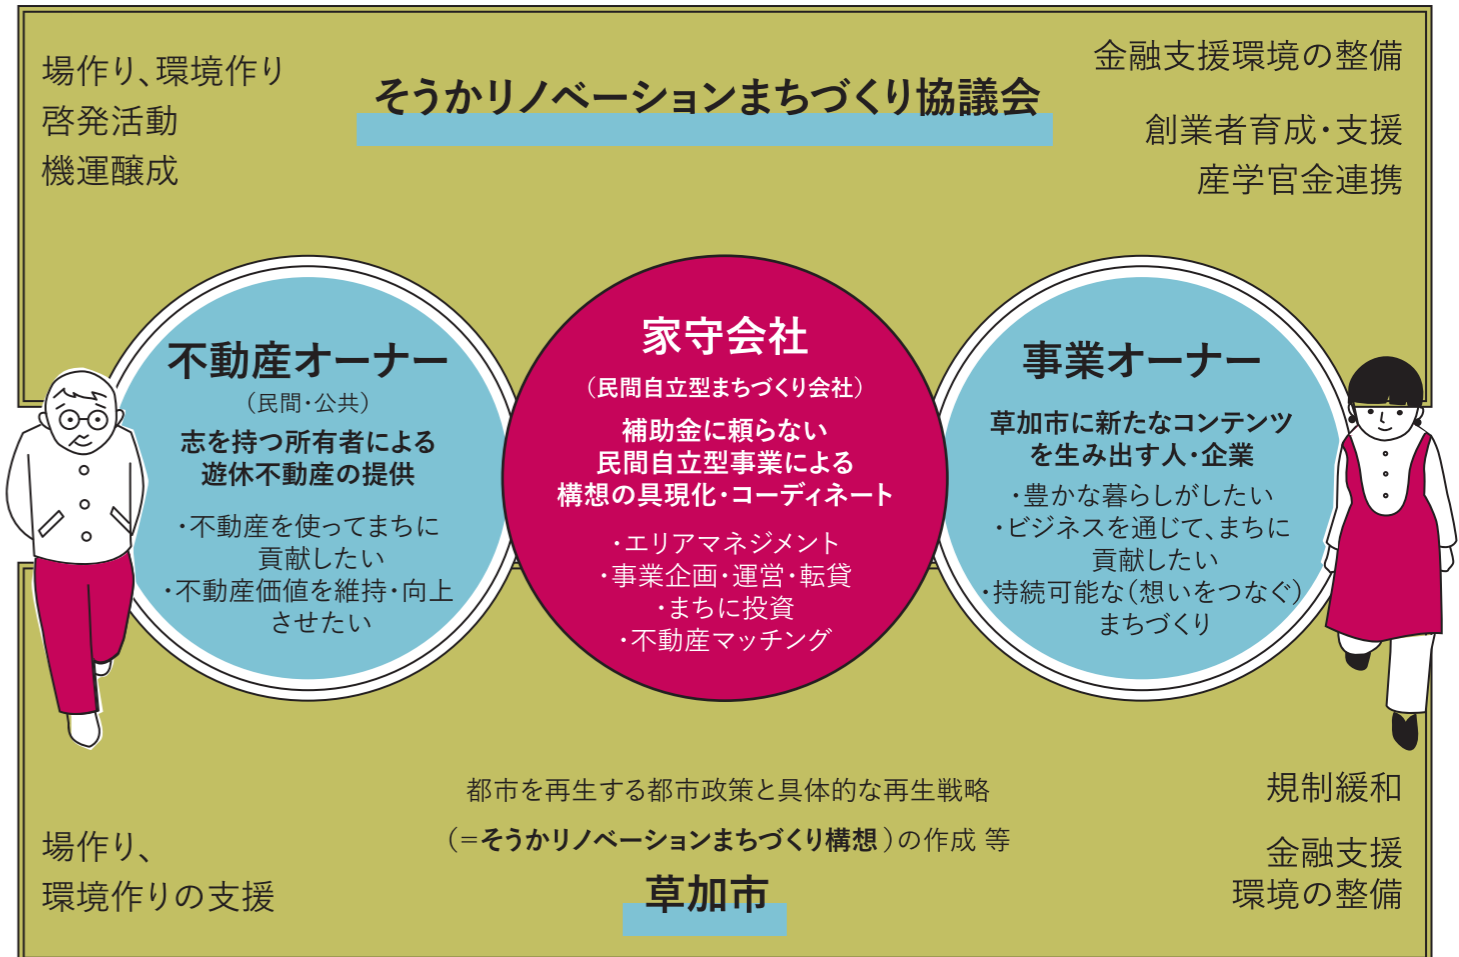 場作り、環境作り
啓発活動
機運醸成
そうかリノベーションまちづくり協議会
金融支援環境の整備
創業者育成・支援
産学官金連携
不動産オーナー
（民間・公共）
志を持つ所有者による
遊休不動産の提供
・不動産を使ってまちに
貢献したい
・不動産価値を維持・向上
させたい
家守会社
（民間自立型まちづくり会社）
補助金に頼らない
民間自立型事業による
構想の具現化・コーディネート
・エリアマネジメント
・事業企画・運営・転貸
・まちに投資
・不動産マッチング
事業オーナー
草加市に新たなコンテンツ
を生み出す人・企業
・豊かな暮らしがしたい
・ビジネスを通じて、まちに
貢献したい
・持続可能な（想いをつなぐ）
まちづくり
都市を再生する都市政策と具体的な再生戦略
（=そうかリノベーションまちづくり構想）の作成 等
草加市
場作り、
環境作りの支援
規制緩和
金融支援
環境の整備